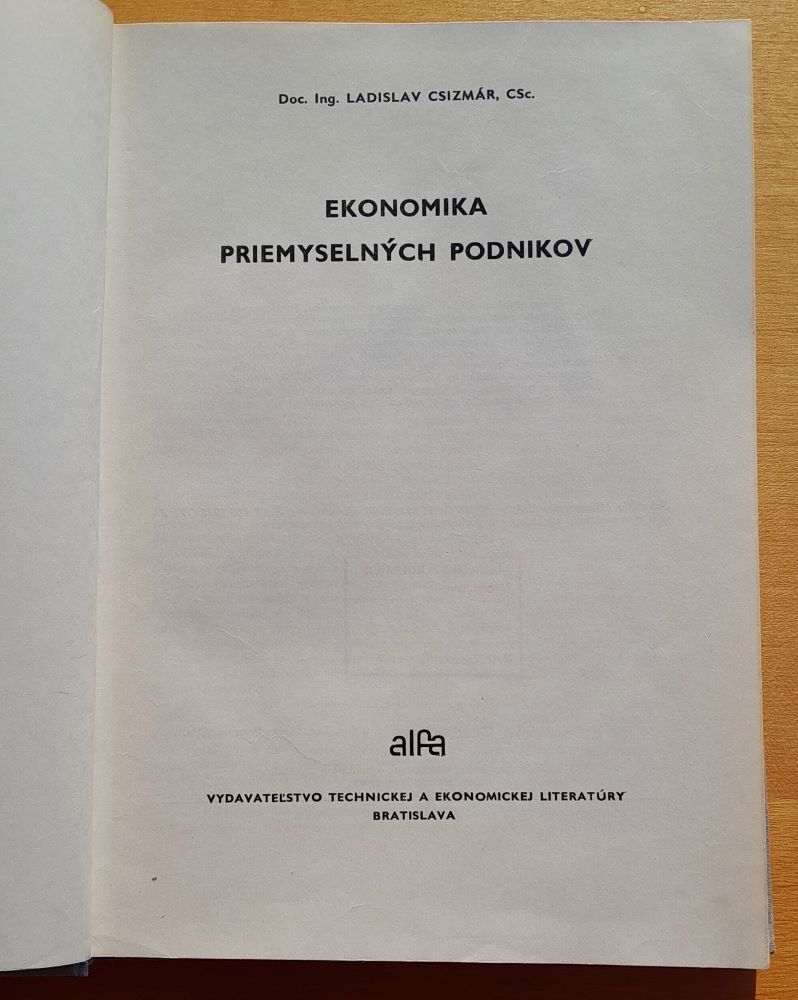 Doc. Ing. LADISLAV CSIZMÁR, CSc.
EKONOMIKA
PRIEMYSELNÝCH PODNIKOV
alfa
VYDAVATEĽSTVO TECHNICKEJ A EKONOMICKEJ LITERATÚRY
BRATISLAVA